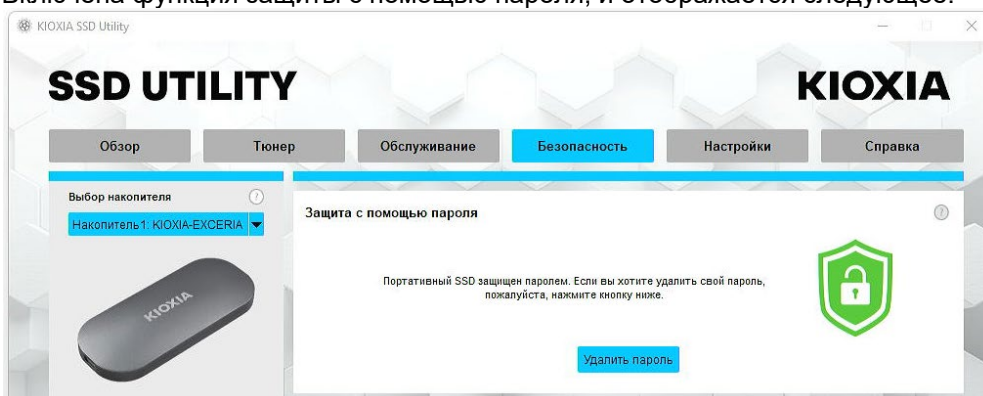 Включена функция защиты с помощью пароля, и отображается следующее:
KIOXIA SSD Utility
SSD UTILITY
KIOXIA
Обзор
Тюнер
Обслуживание
Безопасность
Настройки
Справка
Выбор накопителя
?
Накопитель1: KIOXIA-EXCERIA
Защита с помощью пароля
?
Портативный SSD защищен паролем. Если вы хотите удалить свой пароль,
пожалуйста, нажмите кнопку ниже.
KIOXIA
Удалить пароль